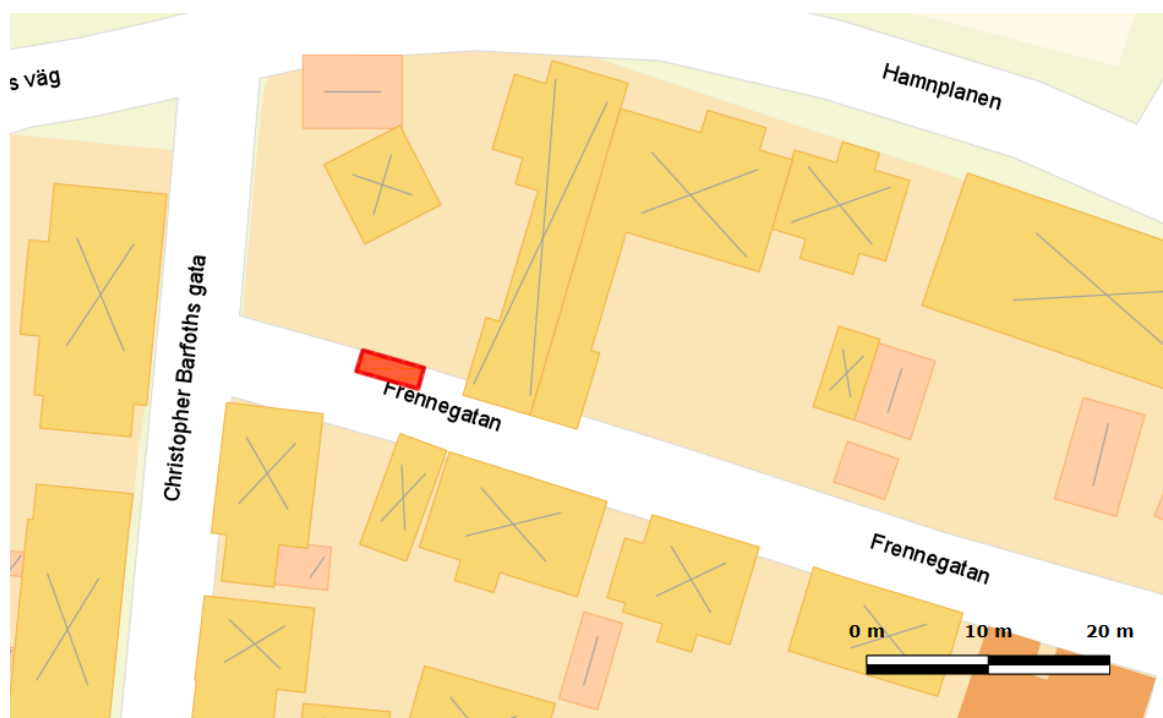 s väg
Hamnplanen
Christopher Barfoths gata
Frennegatan
Frennegatan
0 m 10 m 20 m